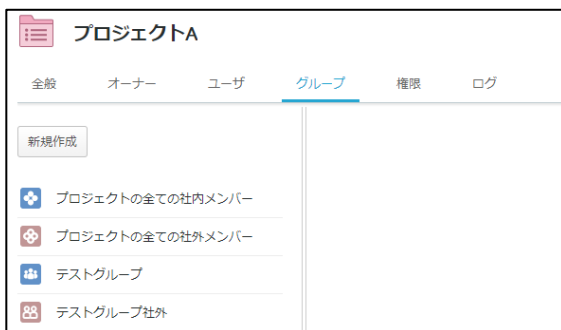 プロジェクトA
全般 オーナー ユーザ グループ 権限 ログ
新規作成
プロジェクトの全ての社内メンバー
プロジェクトの全ての社外メンバー
テストグループ
テストグループ社外